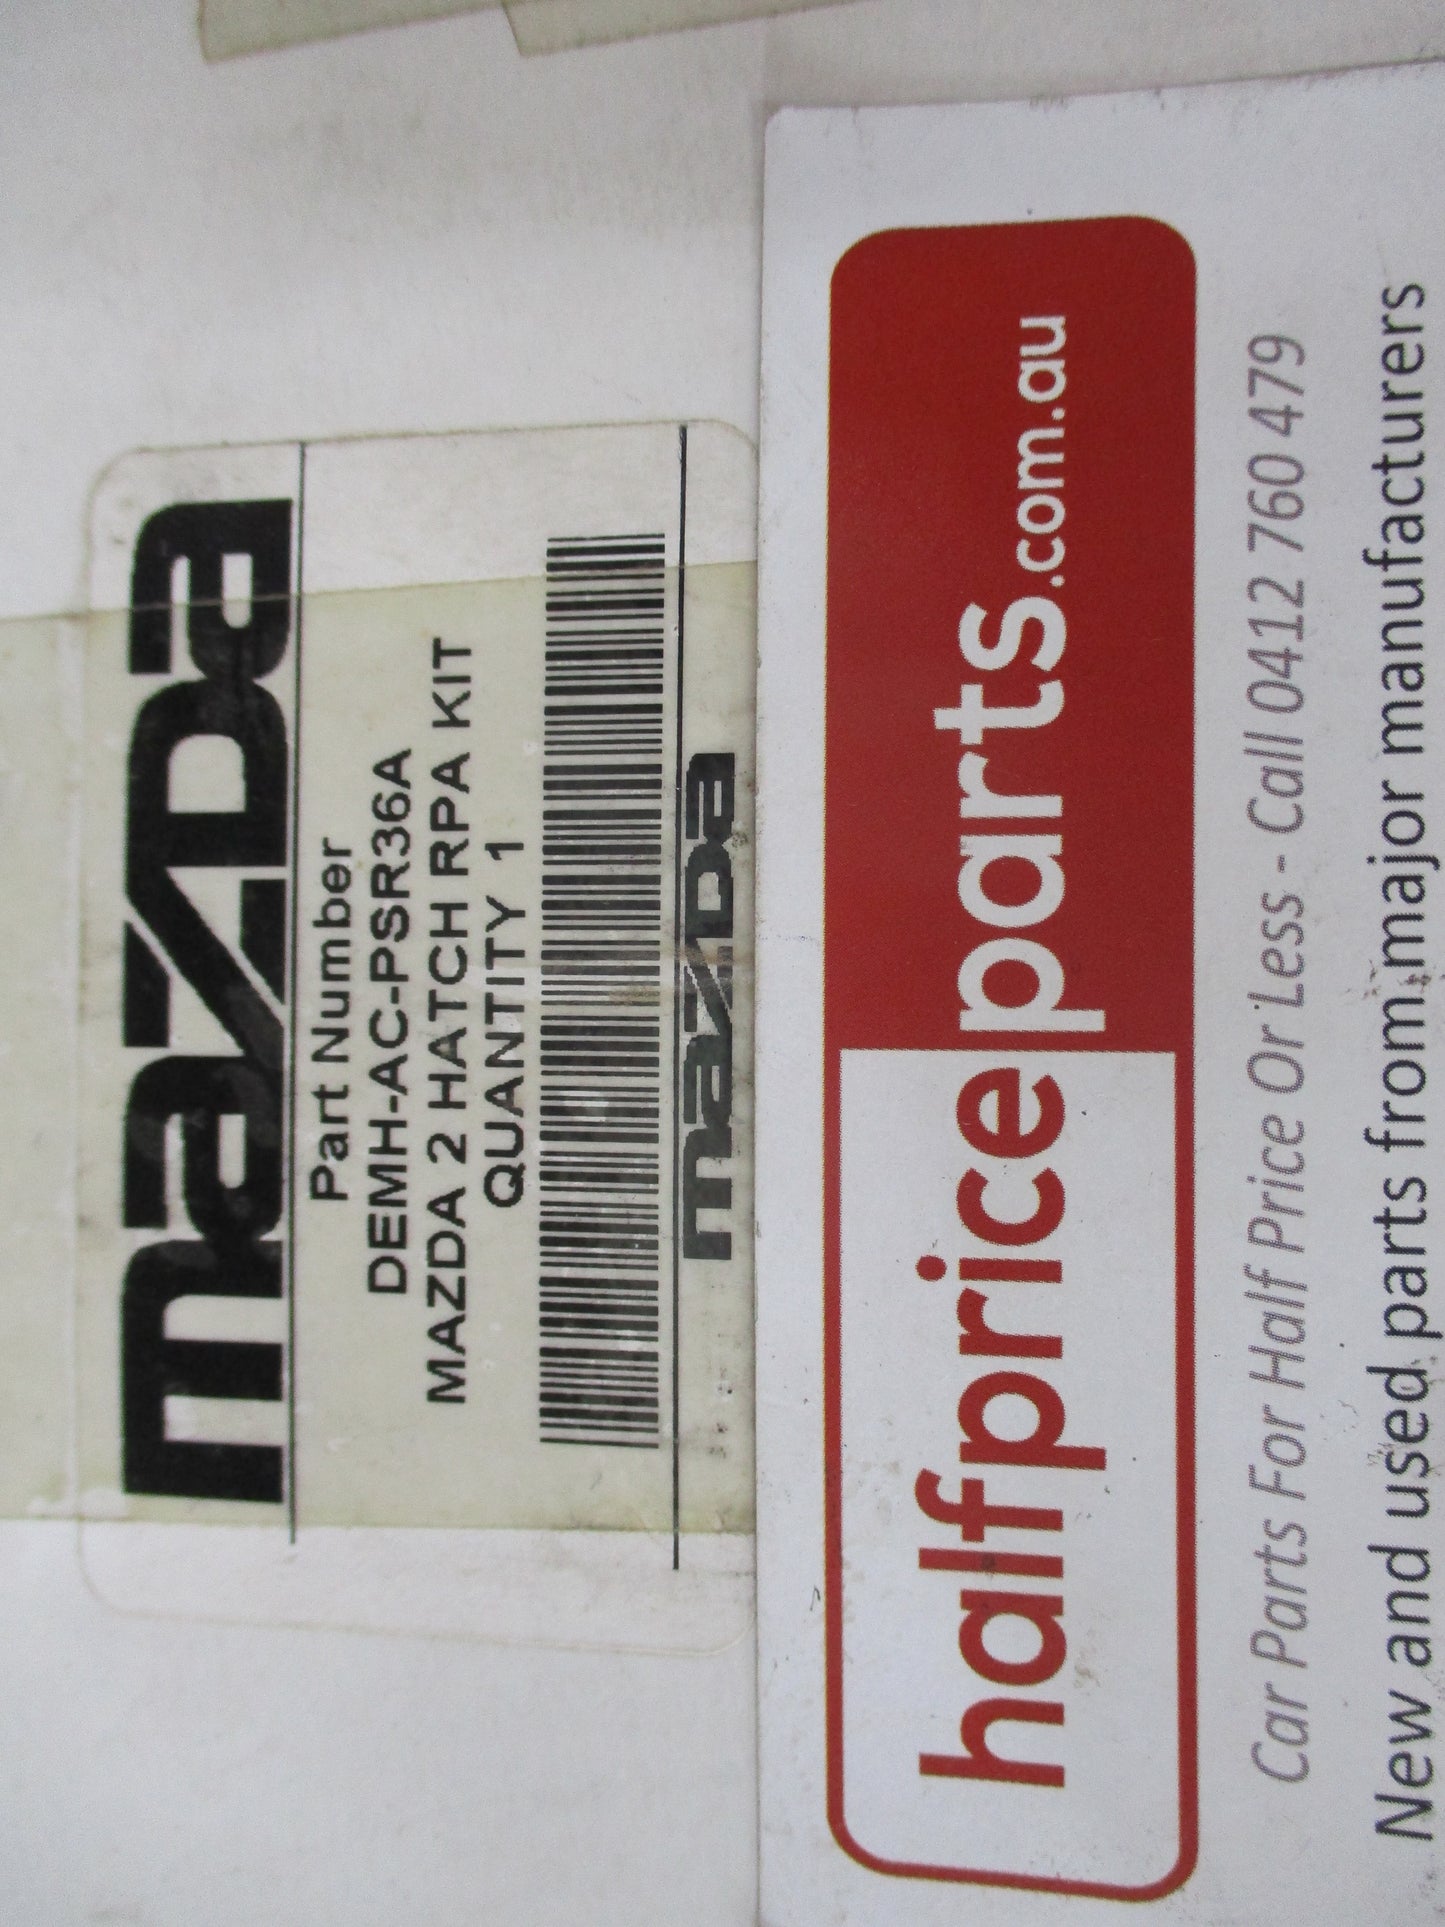 mazda
Part Number
DEMH-AC-PSR36A
MAZDA 2 HATCH RPA KIT
QUANTITY 1
mazda
halfpriceparts.com.au
Car Parts For Half Price Or Less - Call 0412 760 479
New and used parts from major manufacturers